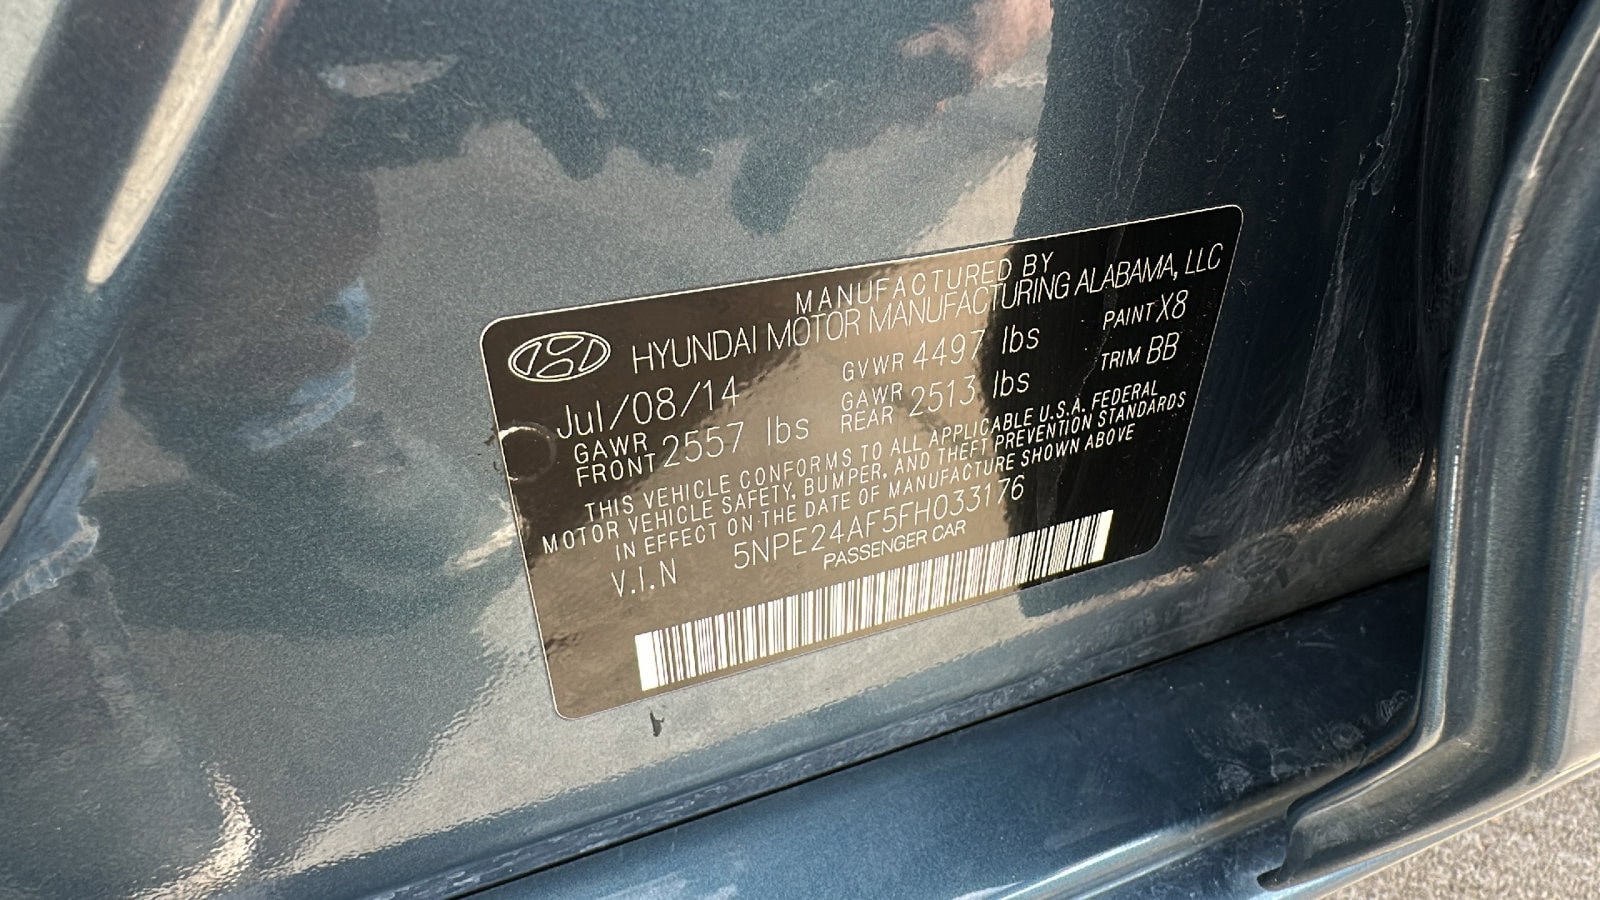 MANUFACTURED BY
HYUNDAI MOTOR MANUFACTURING ALABAMA, LLC
Jul/08/14 GVWR 4497 lbs PAINT X8
GAWR FRONT 2557 lbs GAWR REAR 2513 lbs TRIM BB
THIS VEHICLE CONFORMS TO ALL APPLICABLE U.S.A. FEDERAL
MOTOR VEHICLE SAFETY, BUMPER, AND THEFT PREVENTION STANDARDS
IN EFFECT ON THE DATE OF MANUFACTURE SHOWN ABOVE
V.I.N 5NPE24AF5FH033176
PASSENGER CAR